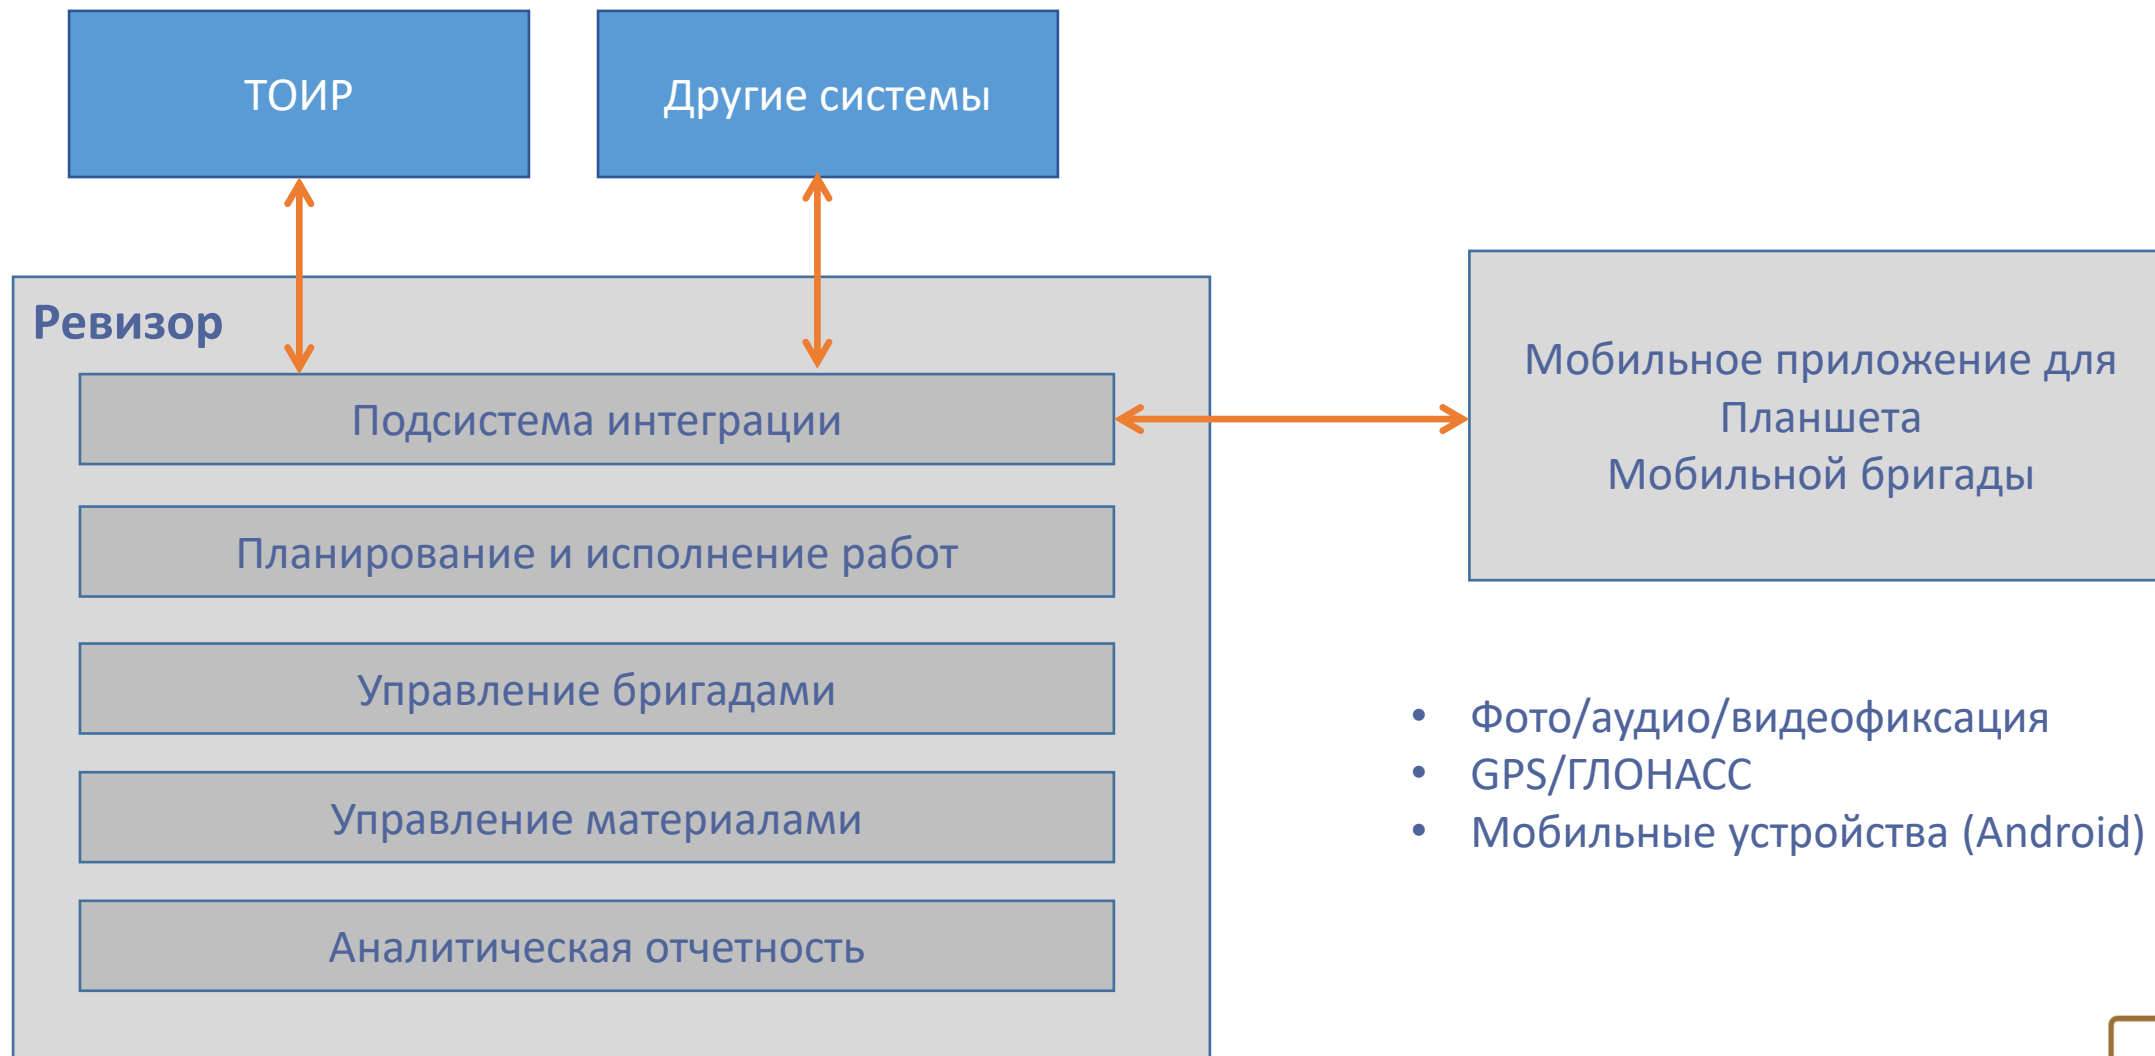 ТОИР
Другие системы
Ревизор
Подсистема интеграции
Планирование и исполнение работ
Управление бригадами
Управление материалами
Аналитическая отчетность
Мобильное приложение для
Планшета
Мобильной бригады
• Фото/аудио/видеофиксация
• GPS/ГЛОНАСС
• Мобильные устройства (Android)